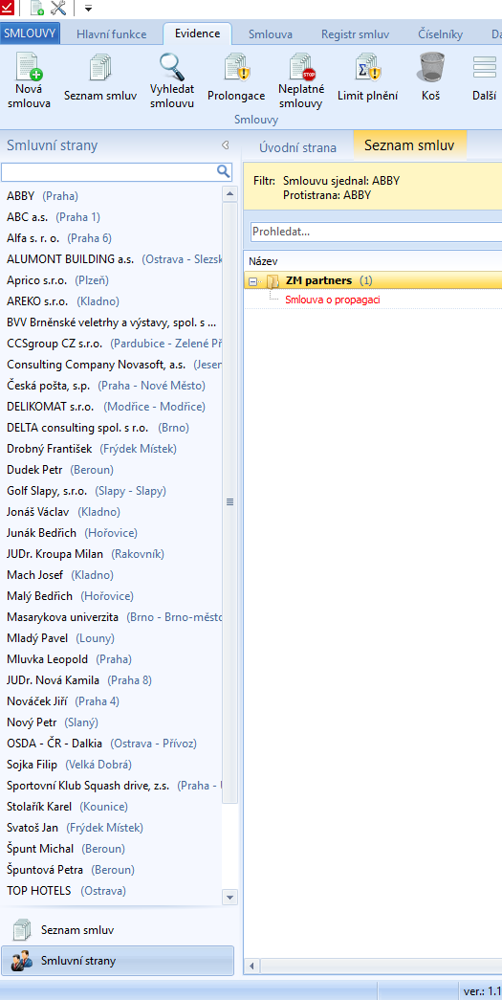 SMLOUVY Hlavní funkce Evidence Smlouva Registr smluv Číselníky
Nová smlouva
Seznam smluv
Vyhledat smlouvu
Prolongace
Neplatné smlouvy
Limit plnění
Koš
Další
Smlouvy
Smluvní strany
ABBY (Praha)
ABC a.s. (Praha 1)
Alfa s. r. o. (Praha 6)
ALUMONT BUILDING a.s. (Ostrava - Slezsk
Aprico s.r.o. (Plzeň)
AREKO s.r.o. (Kladno)
BVV Brněnské veletrhy a výstavy, spol. s ...
CCSgroup CZ s.r.o. (Pardubice - Zelené Př
Consulting Company Novasoft, a.s. (Jesen
Česká pošta, s.p. (Praha - Nové Město)
DELIKOMAT s.r.o. (Modřice - Modřice)
DELTA consulting spol. s r.o. (Brno)
Drobný František (Frýdek Místek)
Dudek Petr (Beroun)
Golf Slapy, s.r.o. (Slapy - Slapy)
Jonáš Václav (Kladno)
Junák Bedřich (Hořovice)
JUDr. Kroupa Milan (Rakovník)
Mach Josef (Kladno)
Malý Bedřich (Hořovice)
Masarykova univerzita (Brno - Brno-měst
Mladý Pavel (Louny)
Mluvka Leopold (Praha)
JUDr. Nová Kamila (Praha 8)
Nováček Jiří (Praha 4)
Nový Petr (Slaný)
OSDA - ČR - Dalkia (Ostrava - Přívoz)
Sojka Filip (Velká Dobrá)
Sportovní Klub Squash drive, z.s. (Praha -
Stolařík Karel (Kounice)
Svatoš Jan (Frýdek Místek)
Špunt Michal (Beroun)
Špuntová Petra (Beroun)
TOP HOTELS (Ostrava)
Seznam smluv
Smluvní strany
Úvodní strana Seznam smluv
Filtr: Smlouvu sjednal: ABBY
Protistrana: ABBY
Prohledat...
Název
ZM partners (1)
Smlouva o propagaci
ver.: 1.1